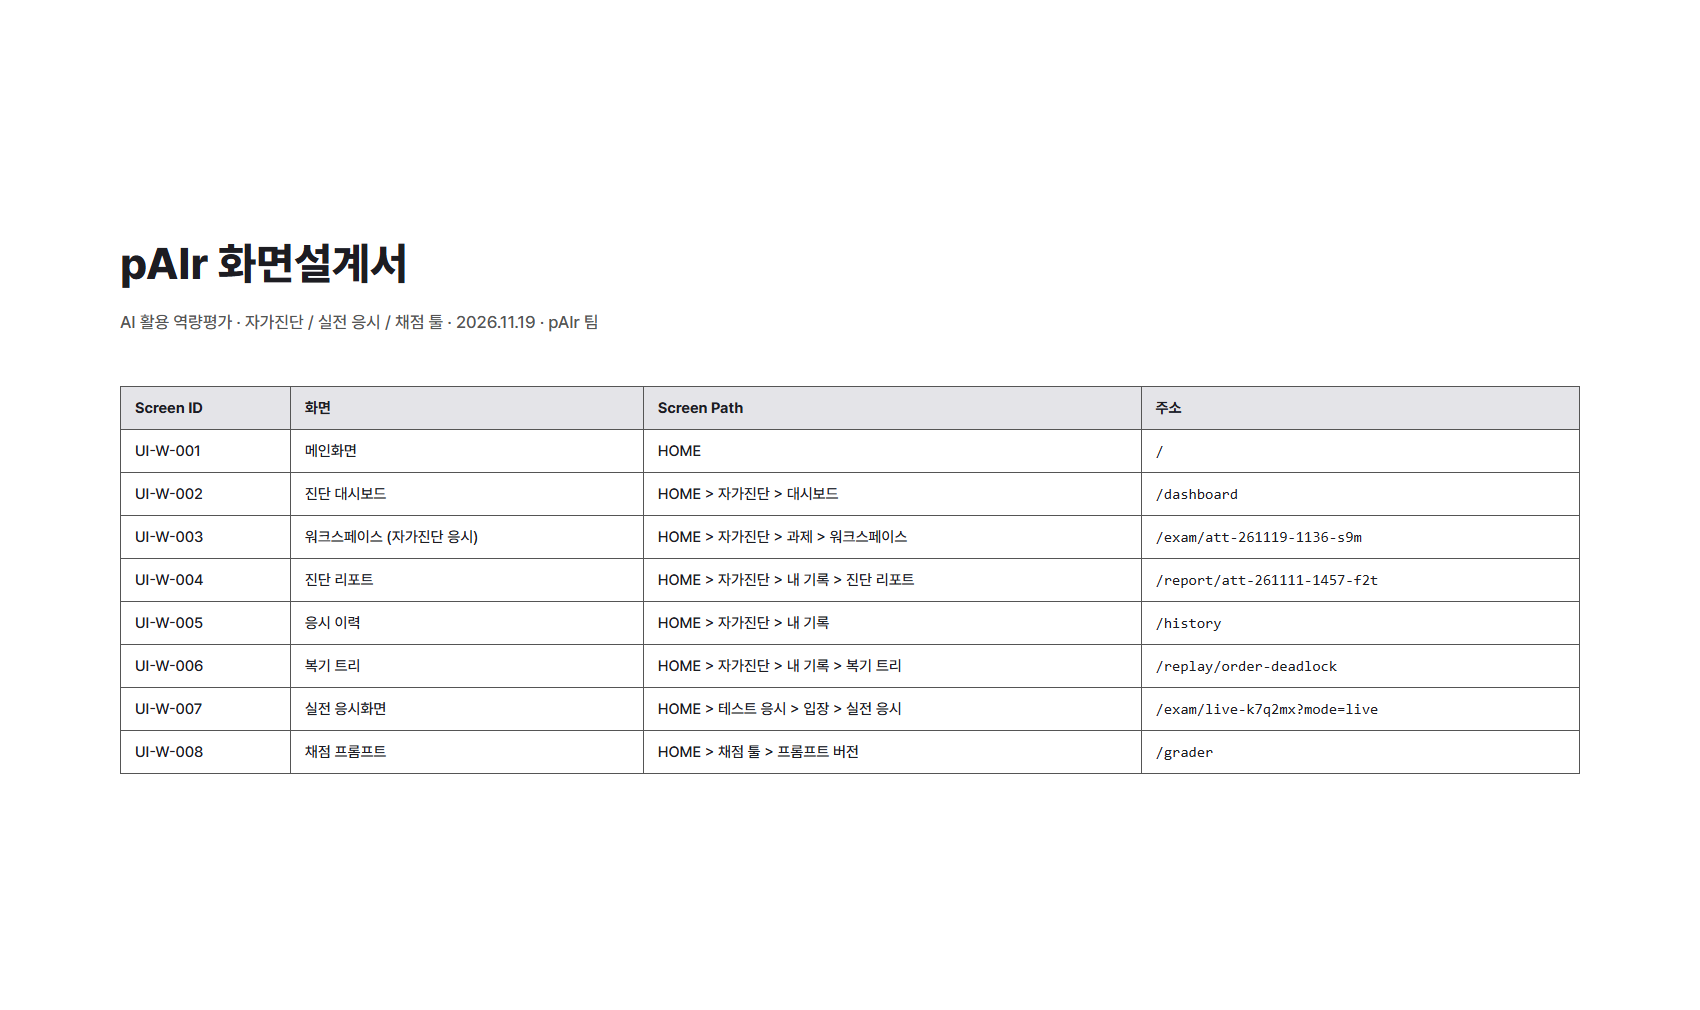 pAIr 화면설계서
AI 활용 역량평가 · 자가진단 / 실전 응시 / 채점 툴 · 2026.11.19 · pAIr 팀
Screen ID 화면 Screen Path 주소
UI-W-001 메인화면 HOME /
UI-W-002 진단 대시보드 HOME > 자가진단 > 대시보드 /dashboard
UI-W-003 워크스페이스 (자가진단 응시) HOME > 자가진단 > 과제 > 워크스페이스 /exam/att-261119-1136-s9m
UI-W-004 진단 리포트 HOME > 자가진단 > 내 기록 > 진단 리포트 /report/att-261111-1457-f2t
UI-W-005 응시 이력 HOME > 자가진단 > 내 기록 /history
UI-W-006 복기 트리 HOME > 자가진단 > 내 기록 > 복기 트리 /replay/order-deadlock
UI-W-007 실전 응시화면 HOME > 테스트 응시 > 입장 > 실전 응시 /exam/live-k7q2mx?mode=live
UI-W-008 채점 프롬프트 HOME > 채점 툴 > 프롬프트 버전 /grader